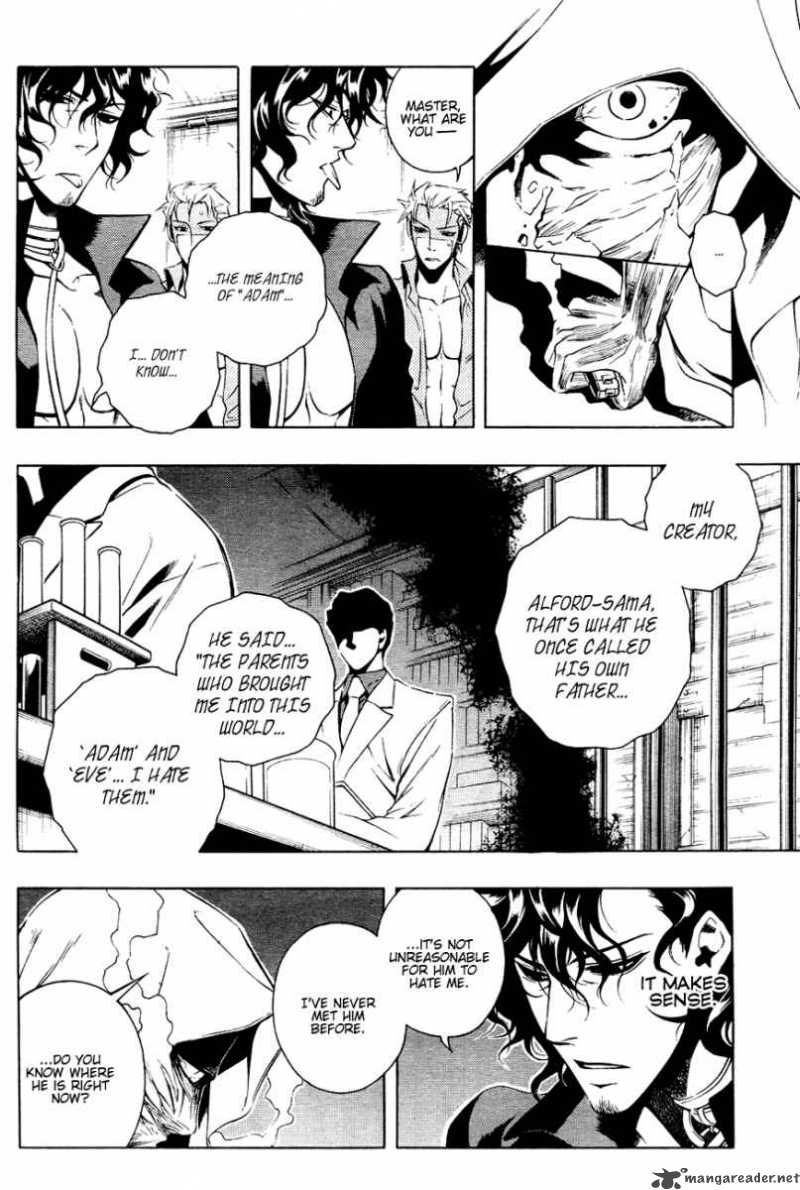 ...
MASTER,
WHAT ARE
YOU —
...THE MEANING
OF "ADAM"...
I... DON'T
KNOW...
MY
CREATOR,
ALFORD-SAMA,
THAT'S WHAT HE
ONCE CALLED
HIS OWN
FATHER...
HE SAID...
"THE PARENTS
WHO BROUGHT
ME INTO THIS
WORLD...
'ADAM' AND
'EVE'... I HATE
THEM."
IT MAKES
SENSE.
...IT'S NOT
UNREASONABLE
FOR HIM TO
HATE ME.
I'VE NEVER
MET HIM
BEFORE.
...DO YOU
KNOW WHERE
HE IS RIGHT
NOW?
mangareader.net